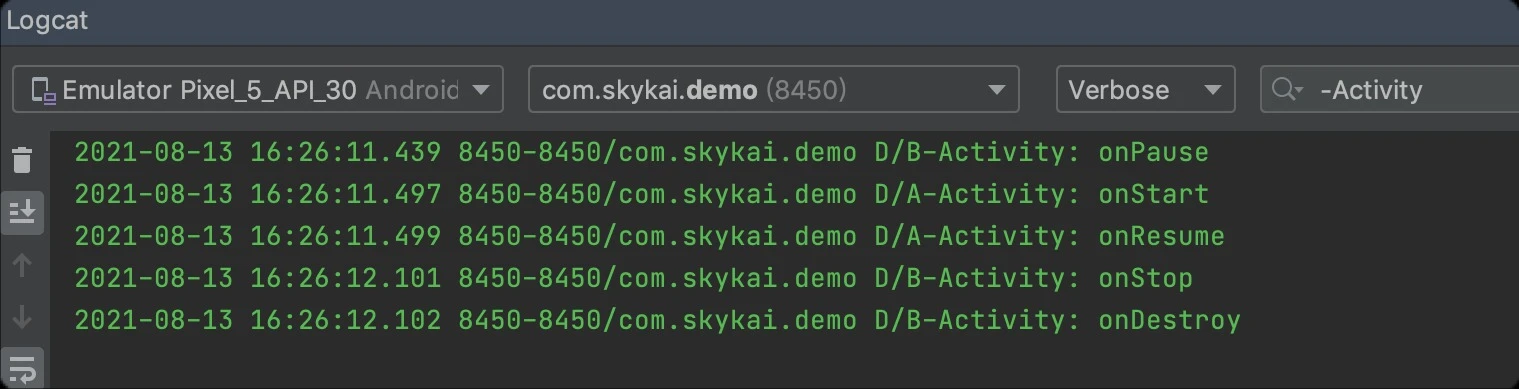 Logcat
Emulator Pixel_5_API_30 Android com.skykai.demo (8450) Verbose -Activity
2021-08-13 16:26:11.439 8450-8450/com.skykai.demo D/B-Activity: onPause
2021-08-13 16:26:11.497 8450-8450/com.skykai.demo D/A-Activity: onStart
2021-08-13 16:26:11.499 8450-8450/com.skykai.demo D/A-Activity: onResume
2021-08-13 16:26:12.101 8450-8450/com.skykai.demo D/B-Activity: onStop
2021-08-13 16:26:12.102 8450-8450/com.skykai.demo D/B-Activity: onDestroy